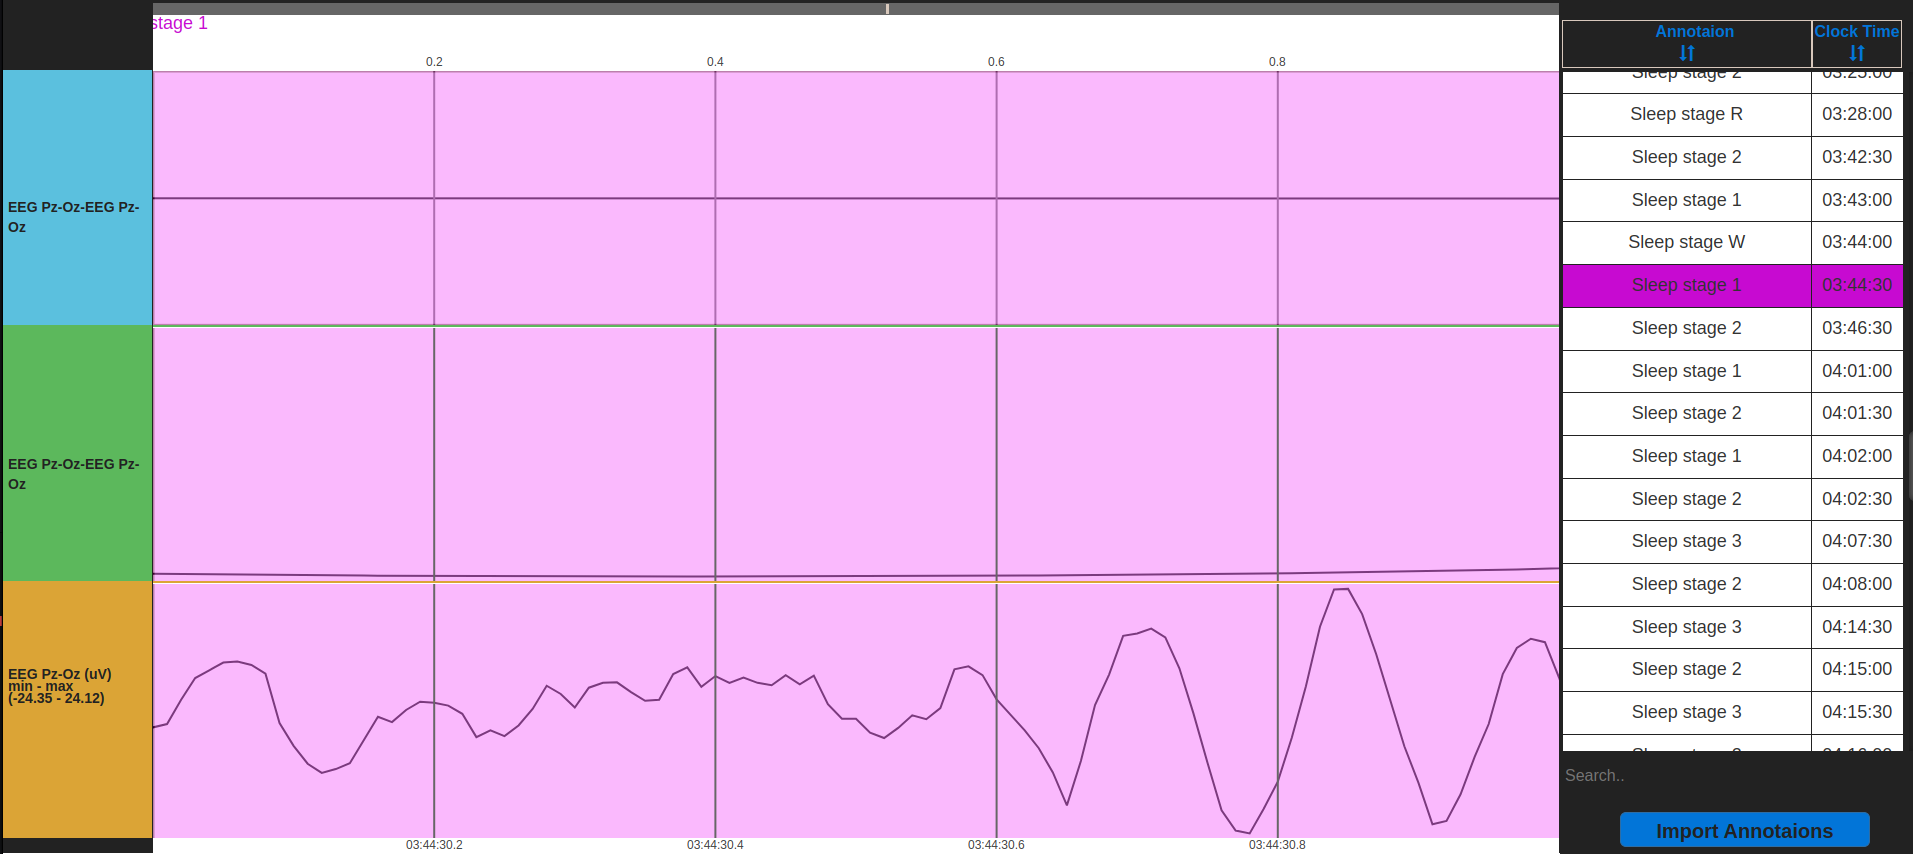 stage 1
0.2 0.4 0.6 0.8
EEG Pz-Oz-EEG Pz-
Oz
EEG Pz-Oz-EEG Pz-
Oz
EEG Pz-Oz (uV)
min - max
(-24.35 - 24.12)
03:44:30.2 03:44:30.4 03:44:30.6 03:44:30.8
Annotaion Clock Time
Sleep stage 2 03:25:00
Sleep stage R 03:28:00
Sleep stage 2 03:42:30
Sleep stage 1 03:43:00
Sleep stage W 03:44:00
Sleep stage 1 03:44:30
Sleep stage 2 03:46:30
Sleep stage 1 04:01:00
Sleep stage 2 04:01:30
Sleep stage 1 04:02:00
Sleep stage 2 04:02:30
Sleep stage 3 04:07:30
Sleep stage 2 04:08:00
Sleep stage 3 04:14:30
Sleep stage 2 04:15:00
Sleep stage 3 04:15:30
Search..
Import Annotaions